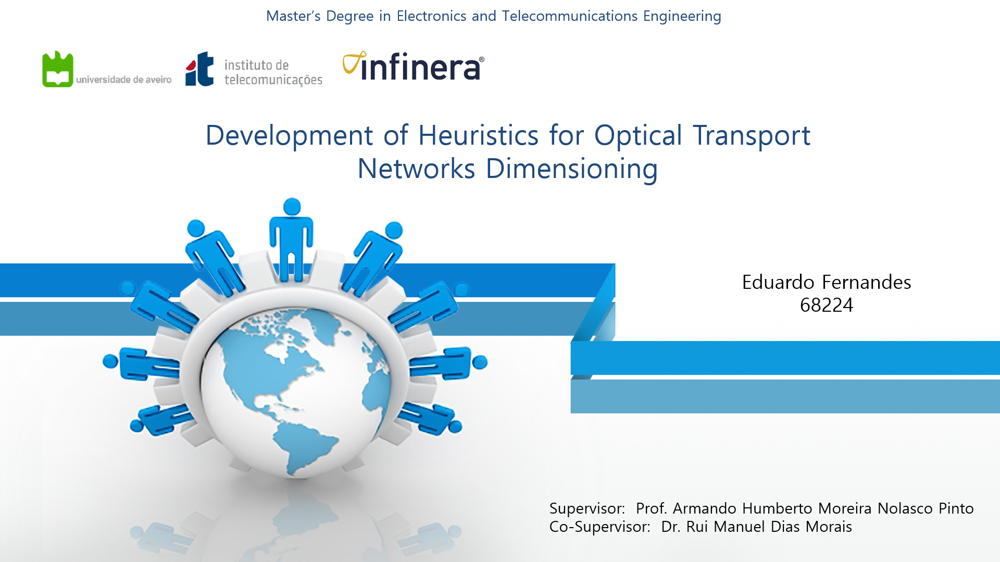 Master’s Degree in Electronics and Telecommunications Engineering
universidade de aveiro
it instituto de
telecomunicações
infinera®
Development of Heuristics for Optical Transport
Networks Dimensioning
Eduardo Fernandes
68224
Supervisor: Prof. Armando Humberto Moreira Nolasco Pinto
Co-Supervisor: Dr. Rui Manuel Dias Morais